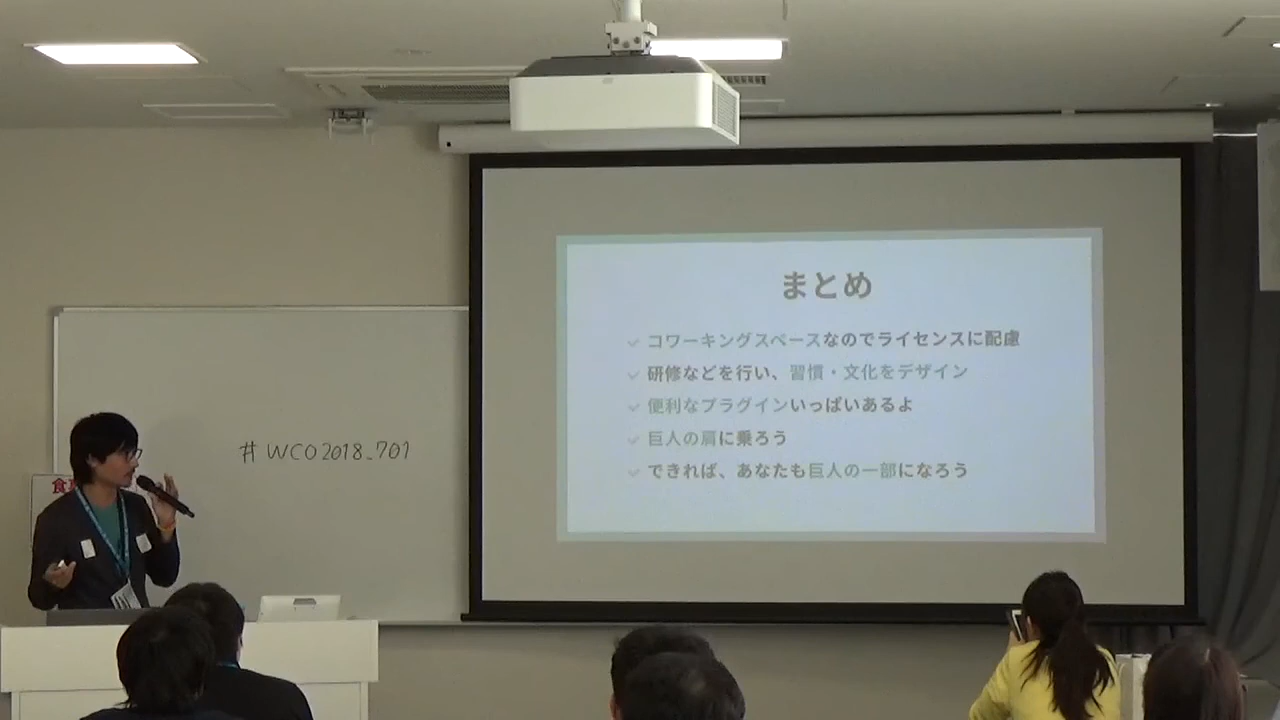 まとめ
コワーキングスペースなのでライセンスに配慮
研修などを行い、習慣・文化をデザイン
便利なプラグインいっぱいあるよ
巨人の肩に乗ろう
できれば、あなたも巨人の一部になろう
#WCO2018_701
食